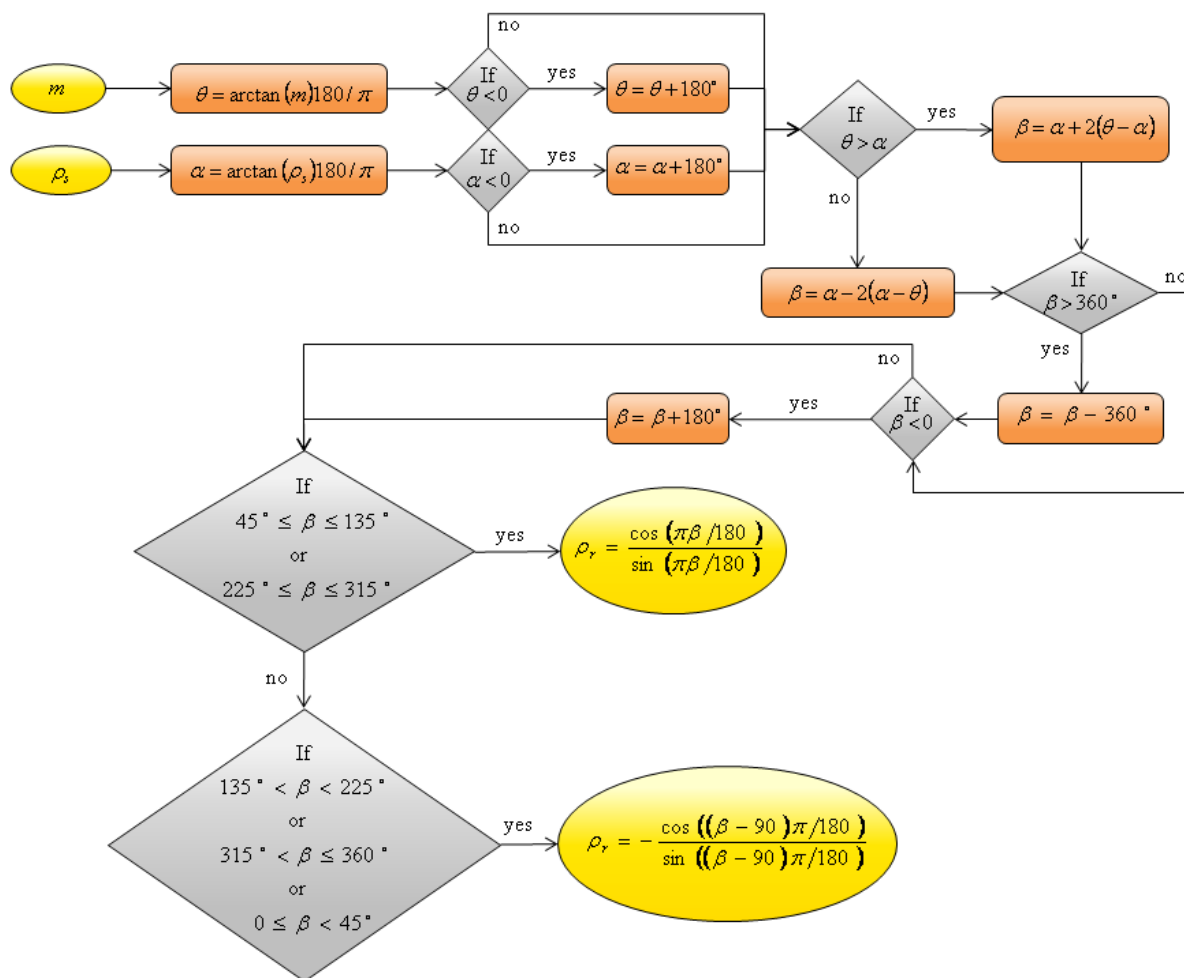 no
m
θ = arctan(m)180/π
If
θ<0
yes
θ = θ+180°
If
θ>α
yes
β = α+2(θ−α)
ρₛ
α = arctan(ρₛ)180/π
If
α<0
yes
α = α+180°
no
no
β = α−2(α−θ)
If
β>360°
no
yes
no
β = β+180°
yes
If
β<0
β = β − 360 °
If
45° ≤ β ≤ 135°
or
225° ≤ β ≤ 315°
yes
ρᵣ = cos (πβ/180 ) / sin (πβ/180 )
no
If
135° < β < 225°
or
315° < β ≤ 360 °
or
0 ≤ β < 45°
yes
ρᵣ = − cos ((β − 90 )π/180 ) / sin ((β − 90 )π/180 )